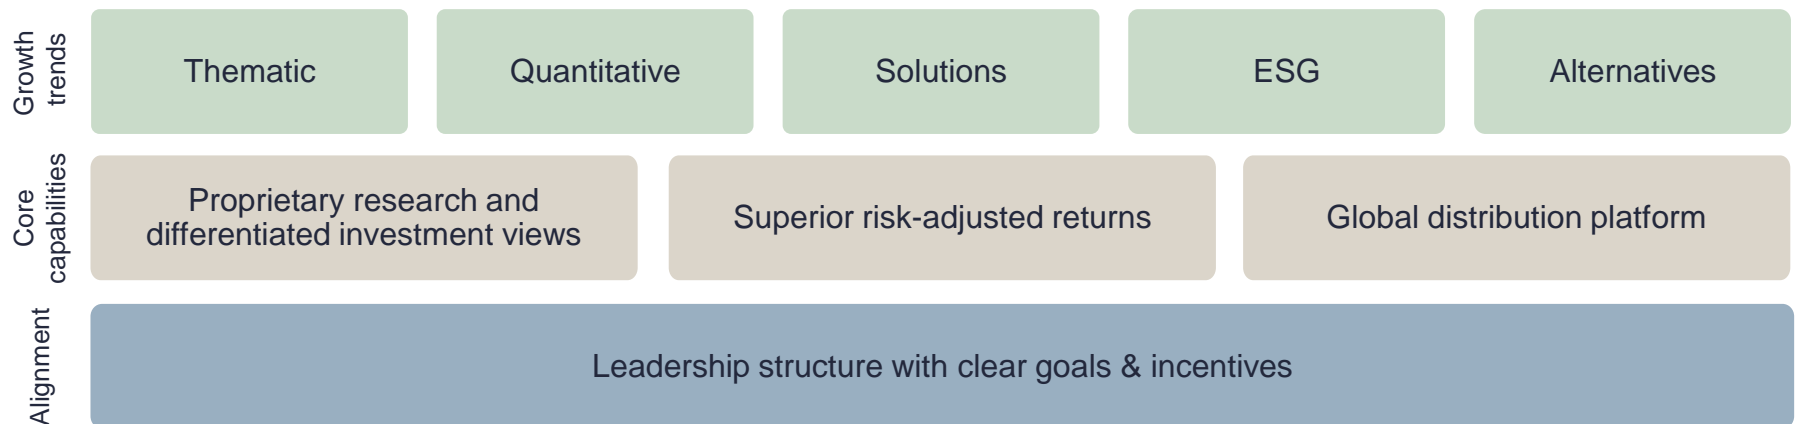 Growth
trends
Thematic
Quantitative
Solutions
ESG
Alternatives
Core
capabilities
Proprietary research and
differentiated investment views
Superior risk-adjusted returns
Global distribution platform
Alignment
Leadership structure with clear goals & incentives